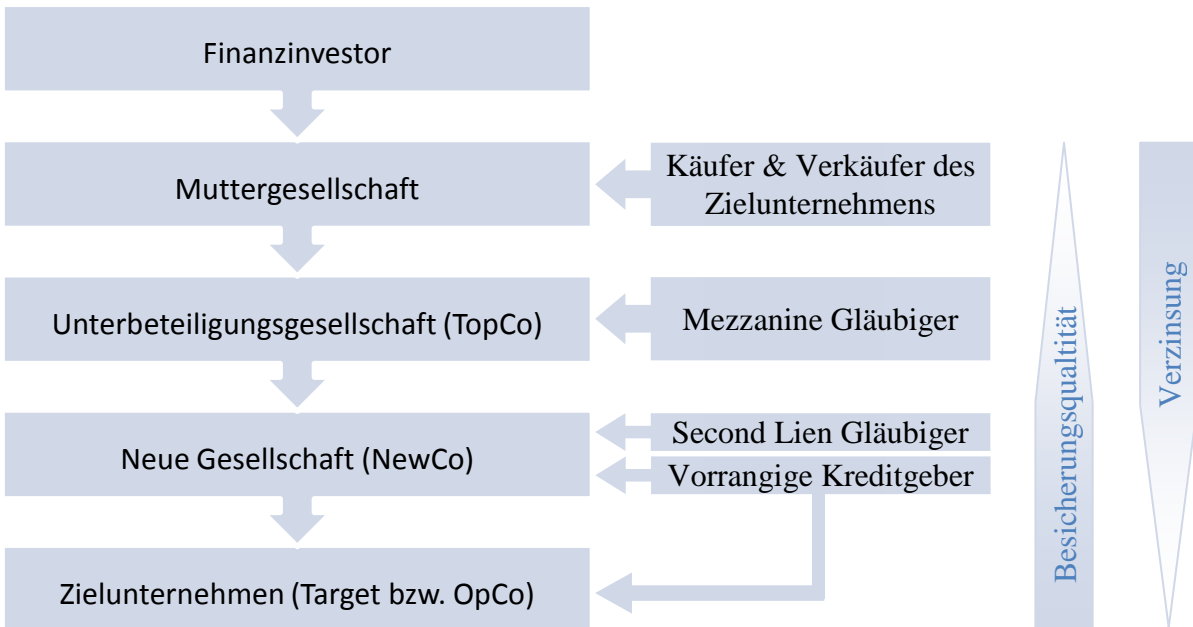 Finanzinvestor
Muttergesellschaft
Käufer & Verkäufer des
Zielunternehmens
Unterbeteiligungsgesellschaft (TopCo)
Mezzanine Gläubiger
Neue Gesellschaft (NewCo)
Second Lien Gläubiger
Vorrangige Kreditgeber
Zielunternehmen (Target bzw. OpCo)
Besicherungsqualtität
Verzinsung